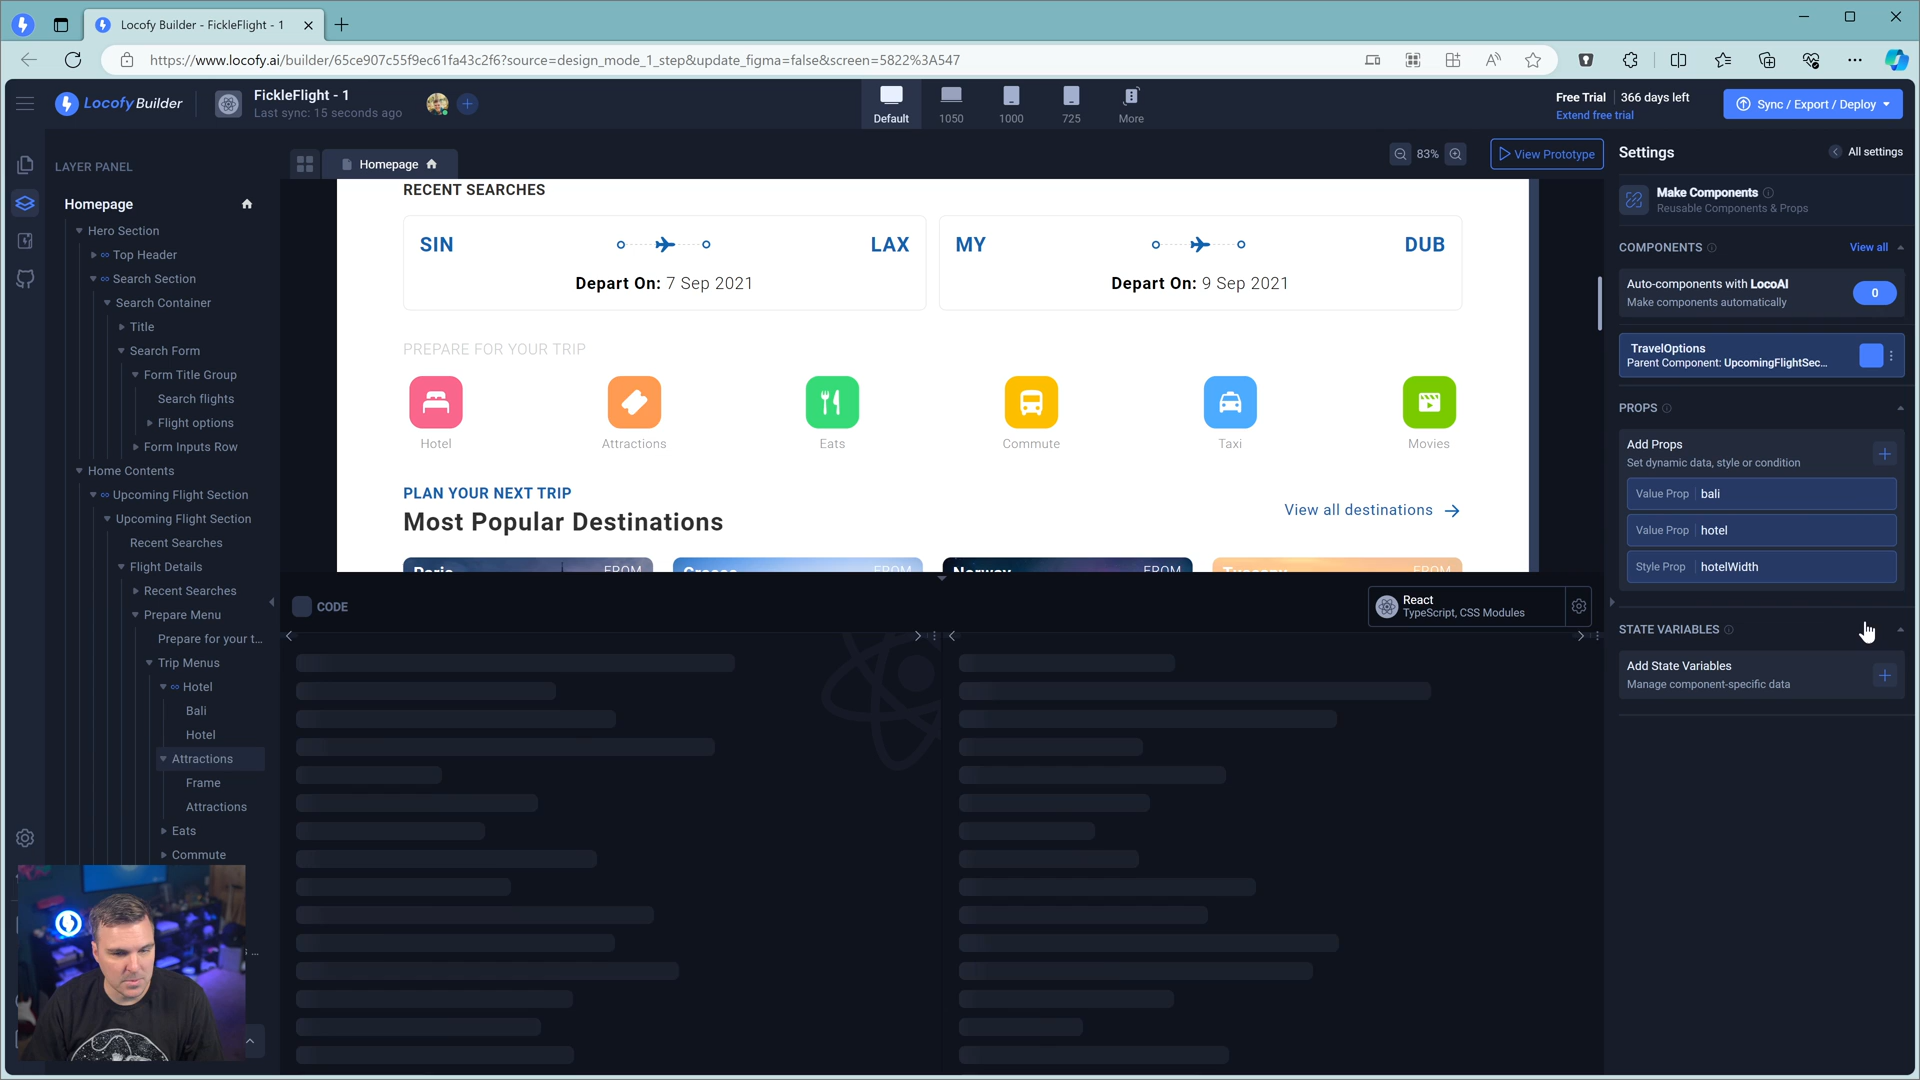 Locofy Builder - FickleFlight - 1
https://www.locofy.ai/builder/65ce907c55f9ec61fa43c2f6?source=design_mode_1_step&update_figma=false&screen=5822%3A547
Locofy Builder
FickleFlight - 1
Last sync: 15 seconds ago
Default
1050
1000
725
More
Free Trial | 366 days left
Extend free trial
Sync / Export / Deploy
LAYER PANEL
Homepage
Hero Section
Top Header
Search Section
Search Container
Title
Search Form
Form Title Group
Search flights
Flight options
Form Inputs Row
Home Contents
Upcoming Flight Section
Upcoming Flight Section
Recent Searches
Flight Details
Recent Searches
Prepare Menu
Prepare for your t...
Trip Menus
Hotel
Bali
Hotel
Attractions
Frame
Attractions
Eats
Commute
Homepage
83%
View Prototype
RECENT SEARCHES
SIN
LAX
Depart On: 7 Sep 2021
MY
DUB
Depart On: 9 Sep 2021
PREPARE FOR YOUR TRIP
Hotel
Attractions
Eats
Commute
Taxi
Movies
PLAN YOUR NEXT TRIP
Most Popular Destinations
View all destinations
Paris
FROM
Greece
FROM
Norway
FROM
Tuscany
FROM
CODE
React
TypeScript, CSS Modules
Settings
All settings
Make Components
Reusable Components & Props
COMPONENTS
View all
Auto-components with LocoAI
Make components automatically
0
TravelOptions
Parent Component: UpcomingFlightSec...
PROPS
Add Props
Set dynamic data, style or condition
Value Prop bali
Value Prop hotel
Style Prop hotelWidth
STATE VARIABLES
Add State Variables
Manage component-specific data